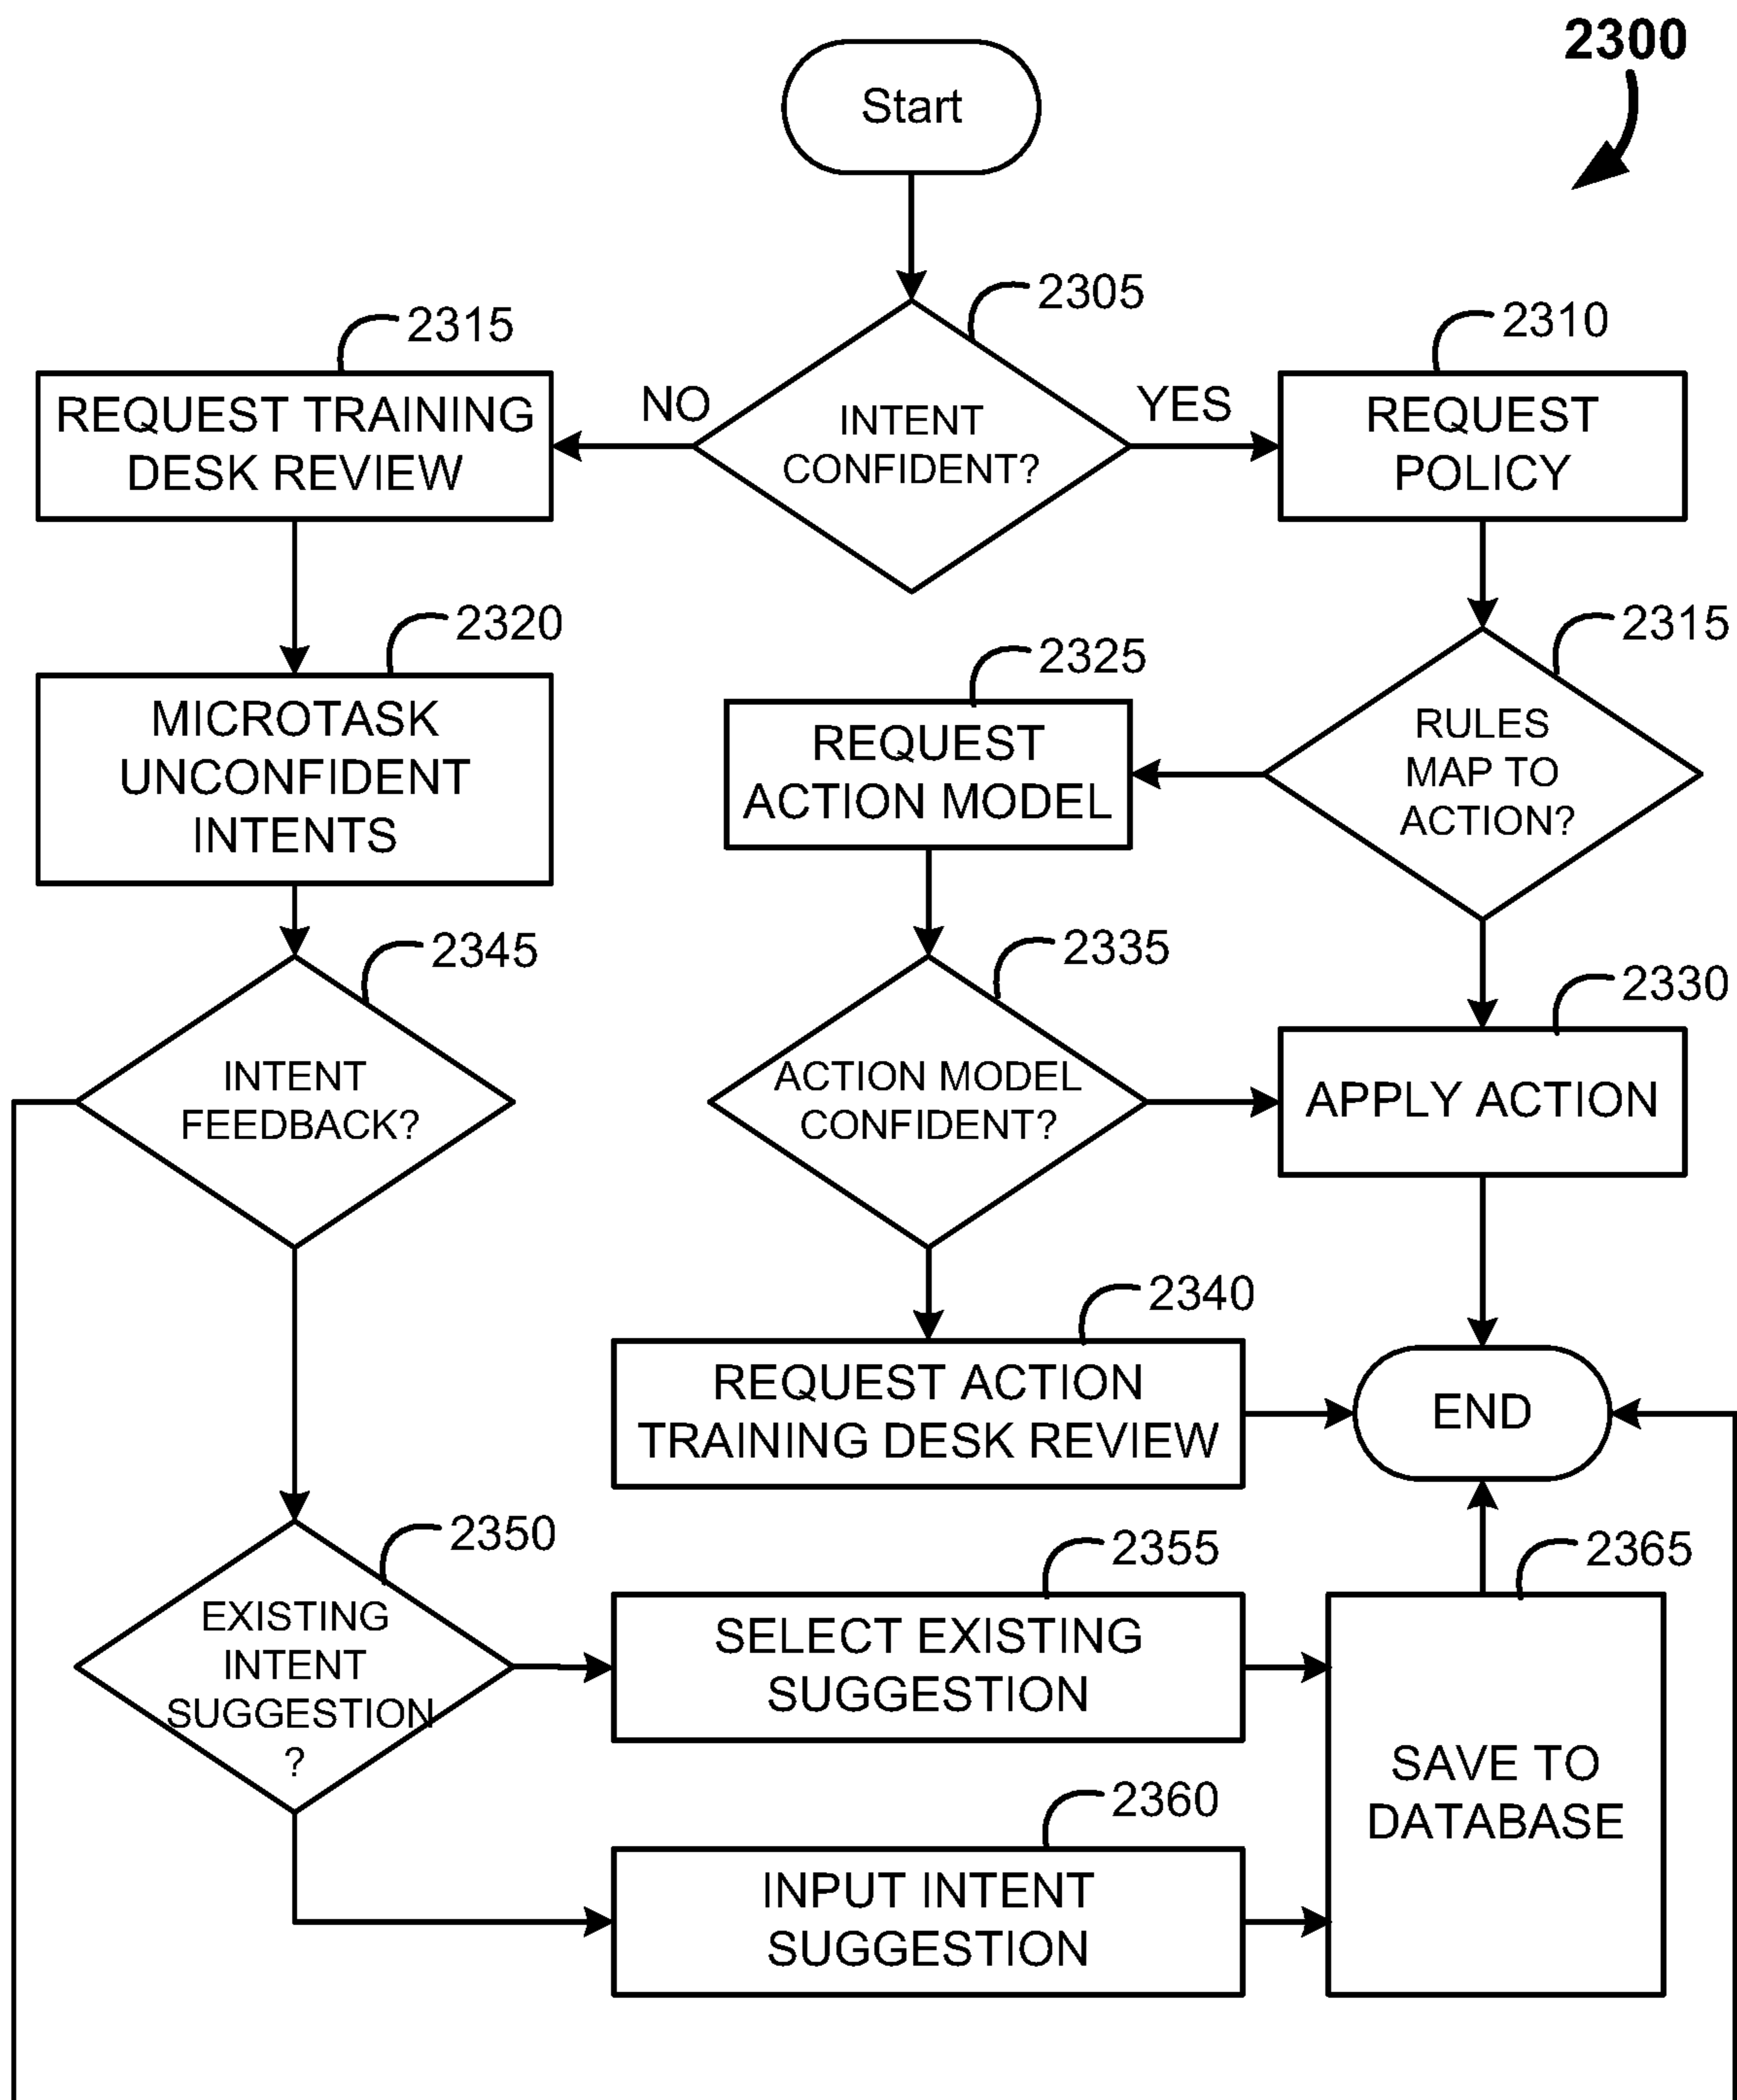 2300
Start
2305
2315
2310
NO
YES
REQUEST TRAINING
DESK REVIEW
INTENT
CONFIDENT?
REQUEST
POLICY
2320
2325
2315
MICROTASK
UNCONFIDENT
INTENTS
REQUEST
ACTION MODEL
RULES
MAP TO
ACTION?
2345
2335
2330
INTENT
FEEDBACK?
ACTION MODEL
CONFIDENT?
APPLY ACTION
2340
REQUEST ACTION
TRAINING DESK REVIEW
END
2350
2355
2365
EXISTING
INTENT
SUGGESTION
?
SELECT EXISTING
SUGGESTION
SAVE TO
DATABASE
2360
INPUT INTENT
SUGGESTION